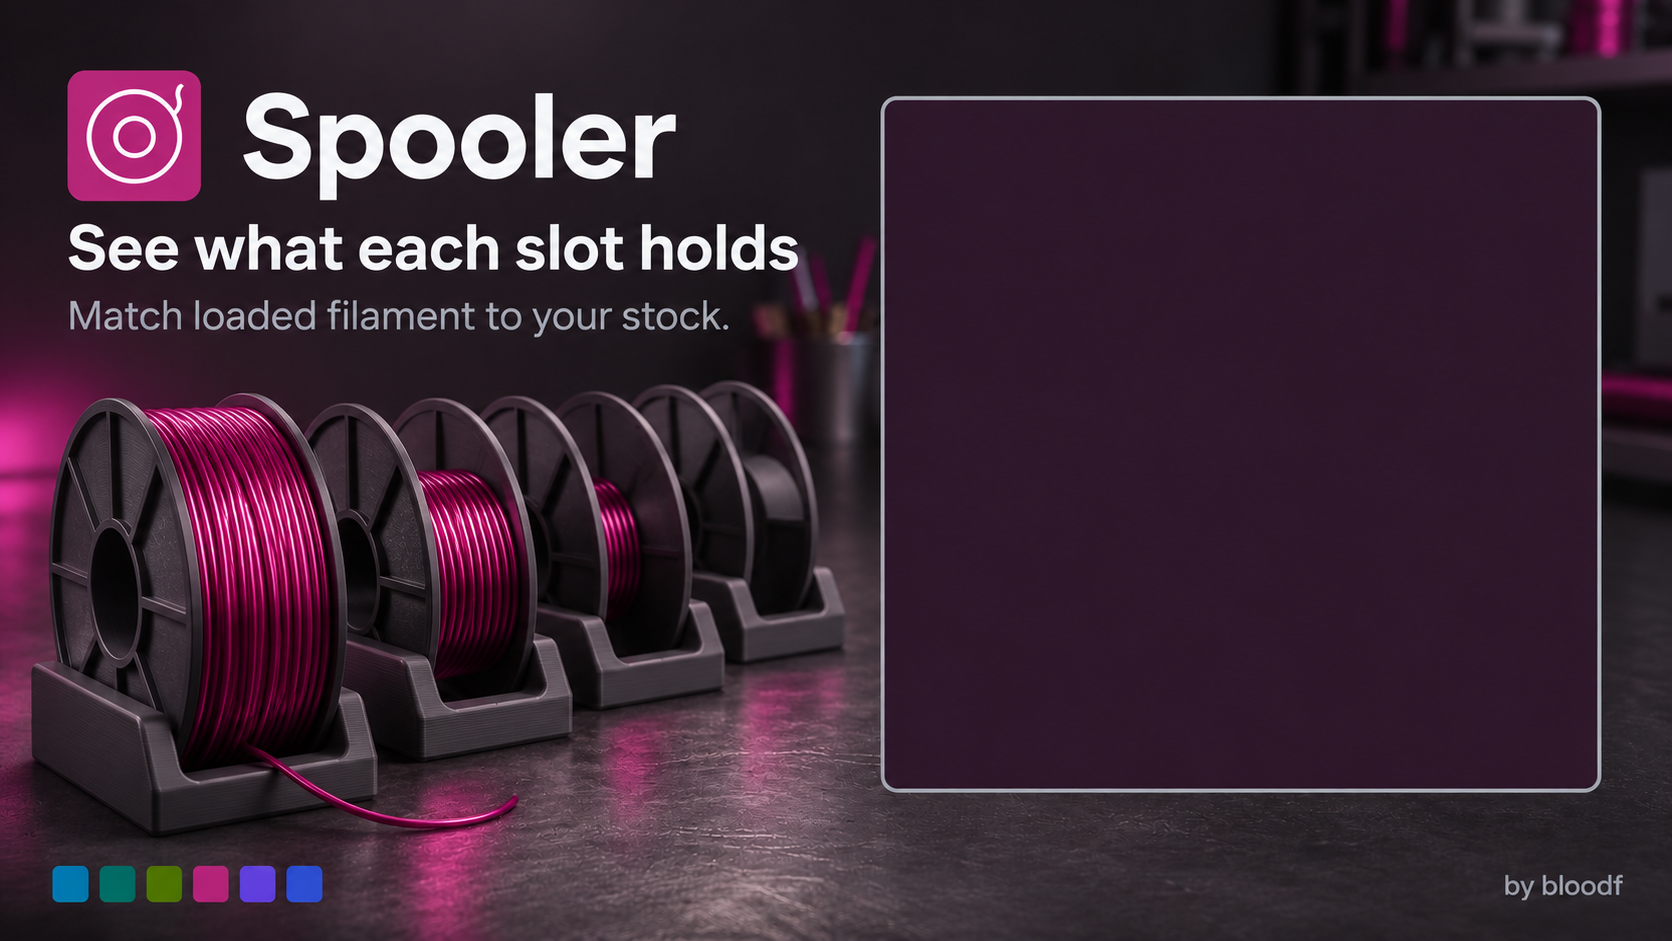 Spooler
See what each slot holds
Match loaded filament to your stock.
by bloodf